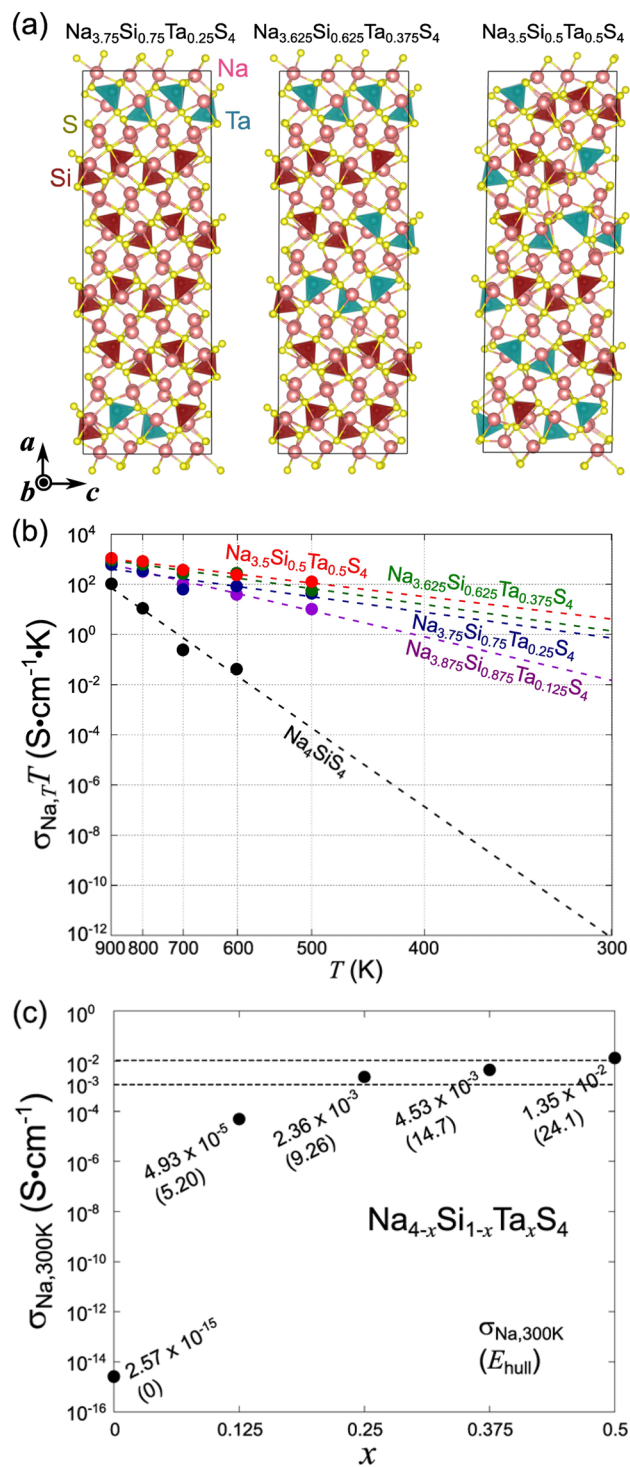 (a)
Na3.75Si0.75Ta0.25S4 Na3.625Si0.625Ta0.375S4 Na3.5Si0.5Ta0.5S4
Na
S
Ta
Si
a
b c
(b)
10^4
10^2
10^0
10^-2
10^-4
10^-6
10^-8
10^-10
10^-12
σNa,T T (S•cm^-1•K)
Na3.5Si0.5Ta0.5S4
Na3.625Si0.625Ta0.375S4
Na3.75Si0.75Ta0.25S4
Na3.875Si0.875Ta0.125S4
Na4SiS4
900 800 700 600 500 400 300
T (K)
(c)
10^0
10^-2
10^-3
10^-4
10^-6
10^-8
10^-10
10^-12
10^-14
10^-16
σNa,300K (S•cm^-1)
2.57 x 10^-15
(0)
4.93 x 10^-5
(5.20)
2.36 x 10^-3
(9.26)
4.53 x 10^-3
(14.7)
1.35 x 10^-2
(24.1)
Na4-xSi1-xTaxS4
σNa,300K
(Ehull)
0 0.125 0.25 0.375 0.5
x